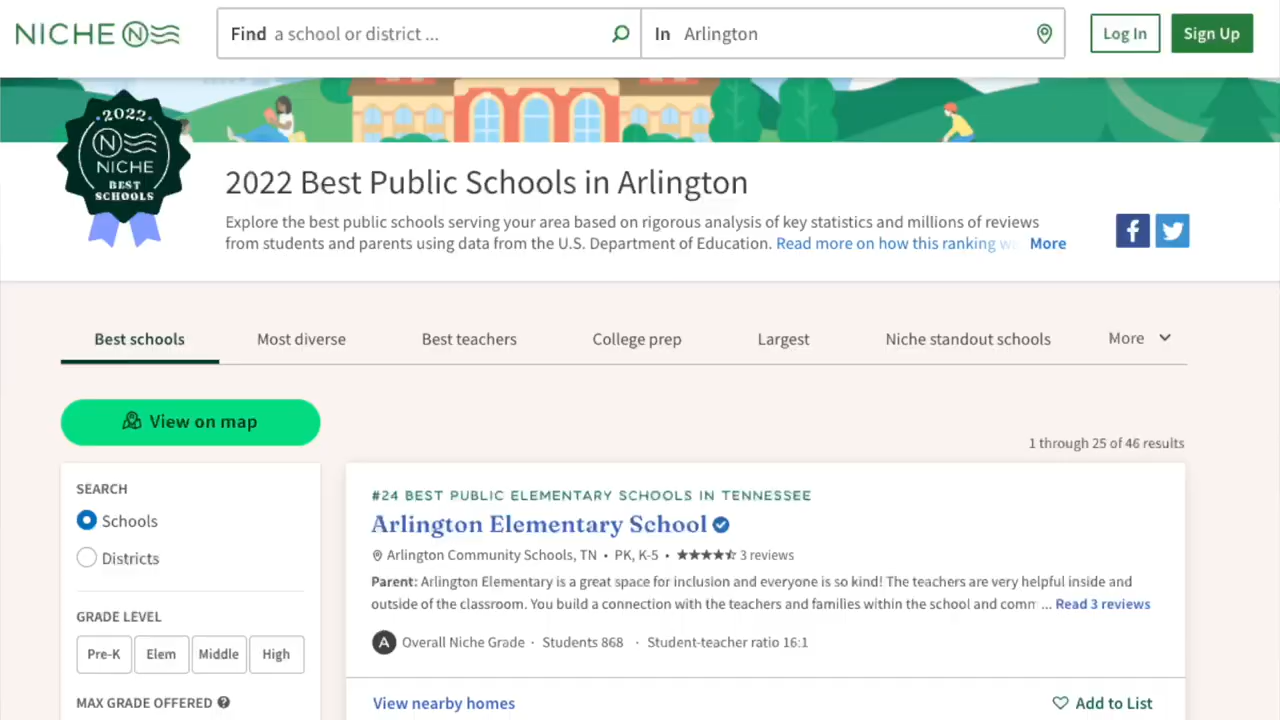 NICHE
Find a school or district ...
In Arlington
Log In
Sign Up
2022
NICHE
BEST
SCHOOLS
2022 Best Public Schools in Arlington
Explore the best public schools serving your area based on rigorous analysis of key statistics and millions of reviews
from students and parents using data from the U.S. Department of Education. Read more on how this ranking More
Best schools
Most diverse
Best teachers
College prep
Largest
Niche standout schools
More
View on map
1 through 25 of 46 results
SEARCH
Schools
Districts
GRADE LEVEL
Pre-K
Elem
Middle
High
MAX GRADE OFFERED
#24 BEST PUBLIC ELEMENTARY SCHOOLS IN TENNESSEE
Arlington Elementary School
Arlington Community Schools, TN • PK, K-5 • 3 reviews
Parent: Arlington Elementary is a great space for inclusion and everyone is so kind! The teachers are very helpful inside and
outside of the classroom. You build a connection with the teachers and families within the school and comm ... Read 3 reviews
A Overall Niche Grade · Students 868 · Student-teacher ratio 16:1
View nearby homes
Add to List